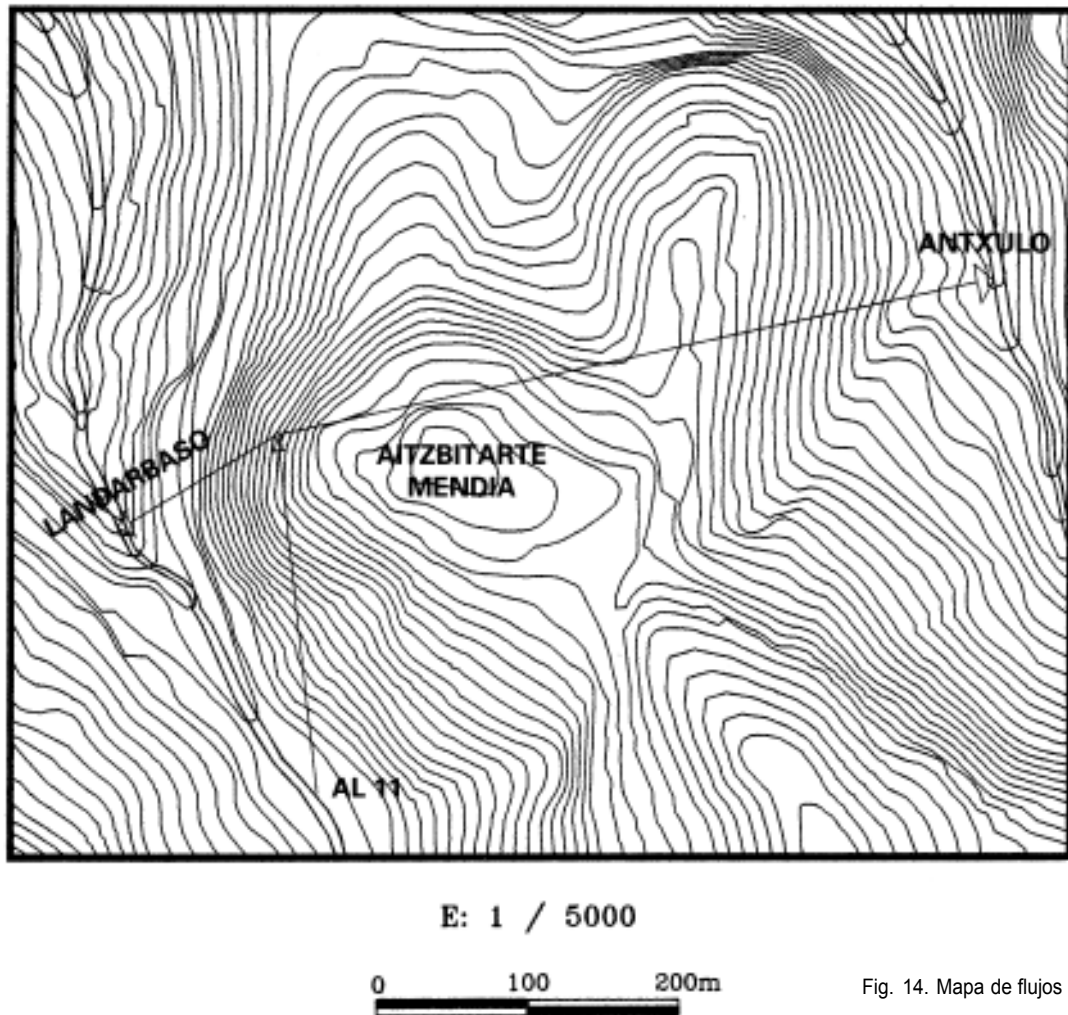 ANTXULO
LANDARBASO
AITZBITARTE
MENDIA
AL 11
E: 1 / 5000
0 100 200m
Fig. 14. Mapa de flujos